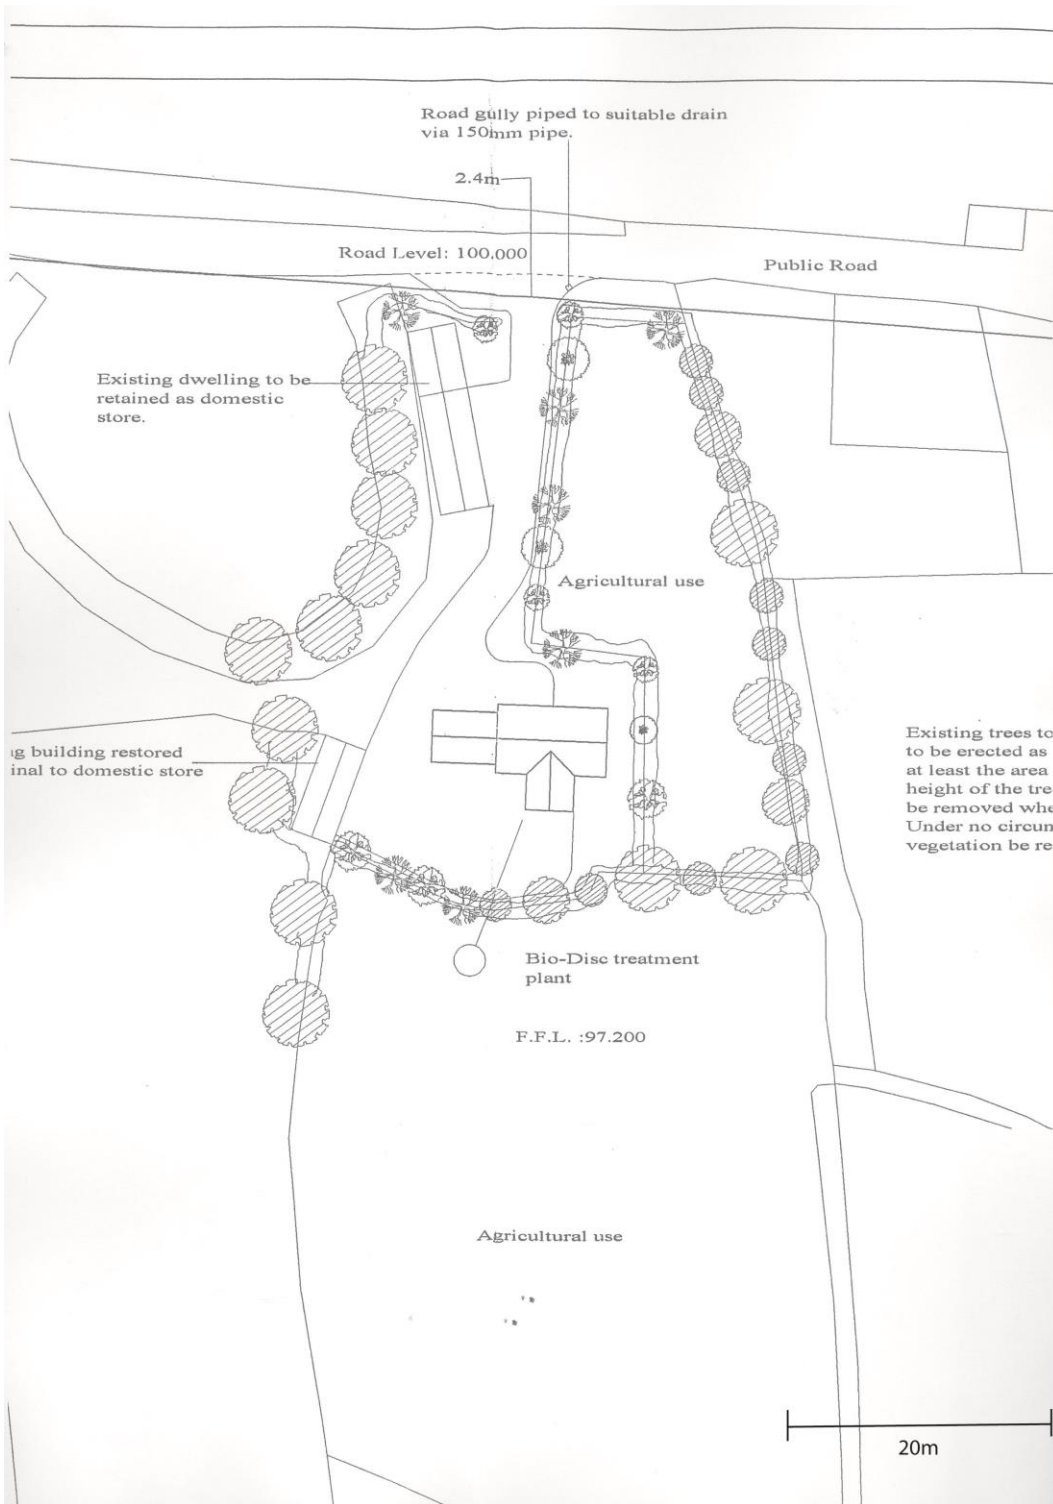 Road gully piped to suitable drain
via 150mm pipe.
2.4m
Road Level: 100.000
Public Road
Existing dwelling to be
retained as domestic
store.
Agricultural use
g building restored
inal to domestic store
Existing trees to
to be erected as
at least the area
height of the tre
be removed whe
Under no circun
vegetation be re
Bio-Disc treatment
plant
F.F.L. :97.200
Agricultural use
20m